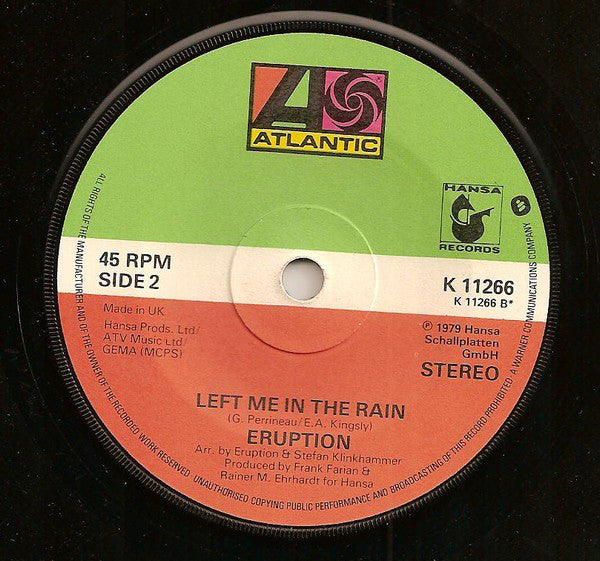 ATLANTIC
HANSA
RECORDS
45 RPM
SIDE 2
K 11266
K 11266 B*
Made in UK
Hansa Prods. Ltd/
ATV Music Ltd/
GEMA (MCPS)
℗ 1979 Hansa
Schallplatten
GmbH
STEREO
LEFT ME IN THE RAIN
(G. Perrineau/E.A. Kingsly)
ERUPTION
Arr. by Eruption & Stefan Klinkhammer
Produced by Frank Farian &
Rainer M. Ehrhardt for Hansa
ALL RIGHTS OF THE MANUFACTURER AND OF THE OWNER OF THE RECORDED WORK RESERVED. UNAUTHORISED COPYING PUBLIC PERFORMANCE AND BROADCASTING OF THIS RECORD PROHIBITED. A WARNER COMMUNICATIONS COMPANY